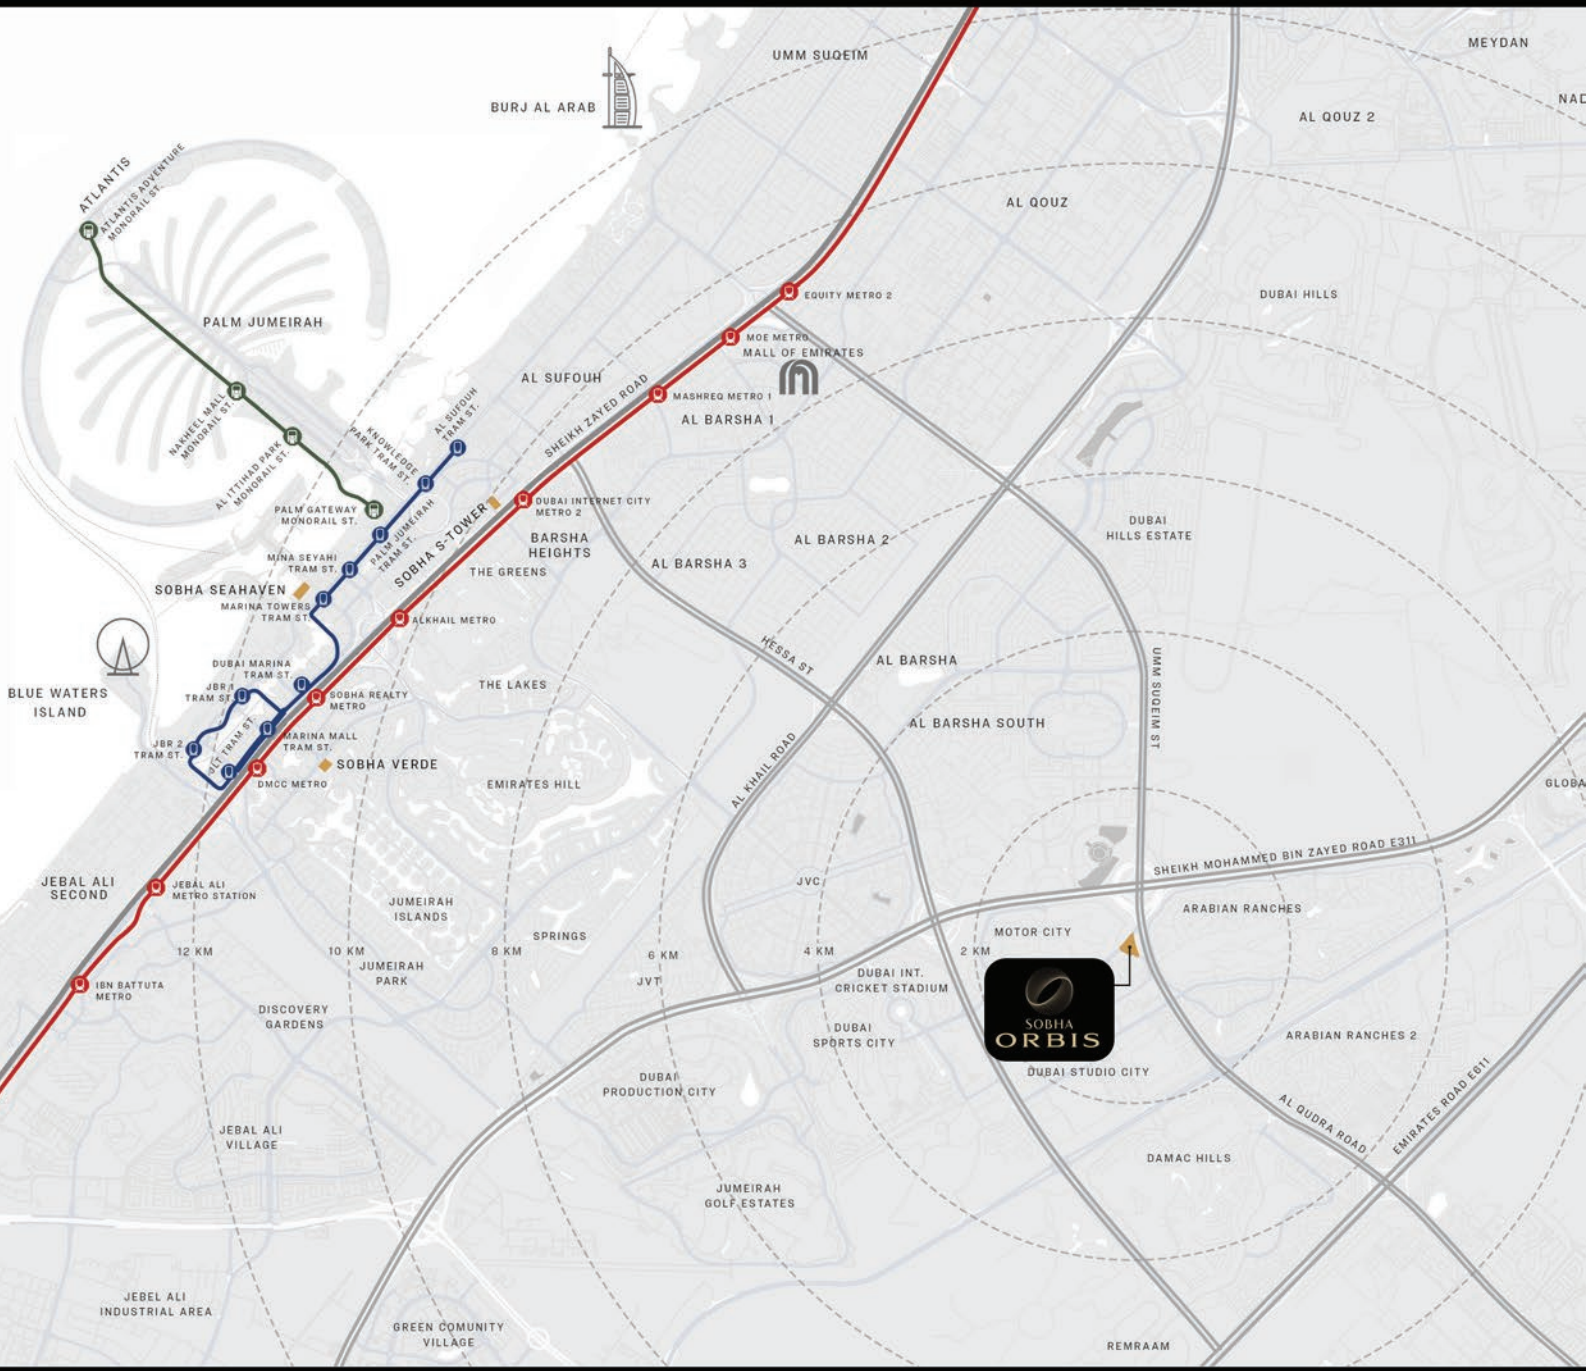 UMM SUQEIM
MEYDAN
BURJ AL ARAB
NAD
AL QOUZ 2
ATLANTIS
ATLANTIS ADVENTURE
MONORAIL ST.
AL QOUZ
EQUITY METRO 2
DUBAI HILLS
PALM JUMEIRAH
MOE METRO
MALL OF EMIRATES
AL SUFOUH
SHEIKH ZAYED ROAD
MASHREQ METRO 1
AL BARSHA 1
NAKHEEL MALL
MONORAIL ST.
AL ITTIHAD PARK
MONORAIL ST.
KNOWLEDGE
PARK TRAM ST.
AL SUFOUH
TRAM ST.
PALM GATEWAY
MONORAIL ST.
PALM JUMEIRAH
TRAM ST.
SOBHA S-TOWER
DUBAI INTERNET CITY
METRO 2
BARSHA
HEIGHTS
AL BARSHA 2
DUBAI
HILLS ESTATE
MINA SEYAHI
TRAM ST.
THE GREENS
AL BARSHA 3
SOBHA SEAHAVEN
MARINA TOWERS
TRAM ST.
ALKHAIL METRO
HESSA ST
UMM SUQEIM ST
DUBAI MARINA
TRAM ST.
AL BARSHA
BLUE WATERS
ISLAND
JBR 1
TRAM ST.
SOBHA REALTY
METRO
THE LAKES
AL BARSHA SOUTH
JBR 2
TRAM ST.
JLT TRAM ST.
MARINA MALL
TRAM ST.
SOBHA VERDE
DMCC METRO
EMIRATES HILL
AL KHAIL ROAD
GLOBA
SHEIKH MOHAMMED BIN ZAYED ROAD E311
JEBAL ALI
SECOND
JEBAL ALI
METRO STATION
JUMEIRAH
ISLANDS
JVC
ARABIAN RANCHES
SPRINGS
MOTOR CITY
12 KM
10 KM
8 KM
6 KM
4 KM
2 KM
JUMEIRAH
PARK
JVT
DUBAI INT.
CRICKET STADIUM
IBN BATTUTA
METRO
DISCOVERY
GARDENS
DUBAI
SPORTS CITY
SOBHA
ORBIS
ARABIAN RANCHES 2
DUBAI STUDIO CITY
DUBAI
PRODUCTION CITY
AL QUDRA ROAD
EMIRATES ROAD E611
JEBAL ALI
VILLAGE
DAMAC HILLS
JUMEIRAH
GOLF ESTATES
JEBEL ALI
INDUSTRIAL AREA
GREEN COMUNITY
VILLAGE
REMRAAM